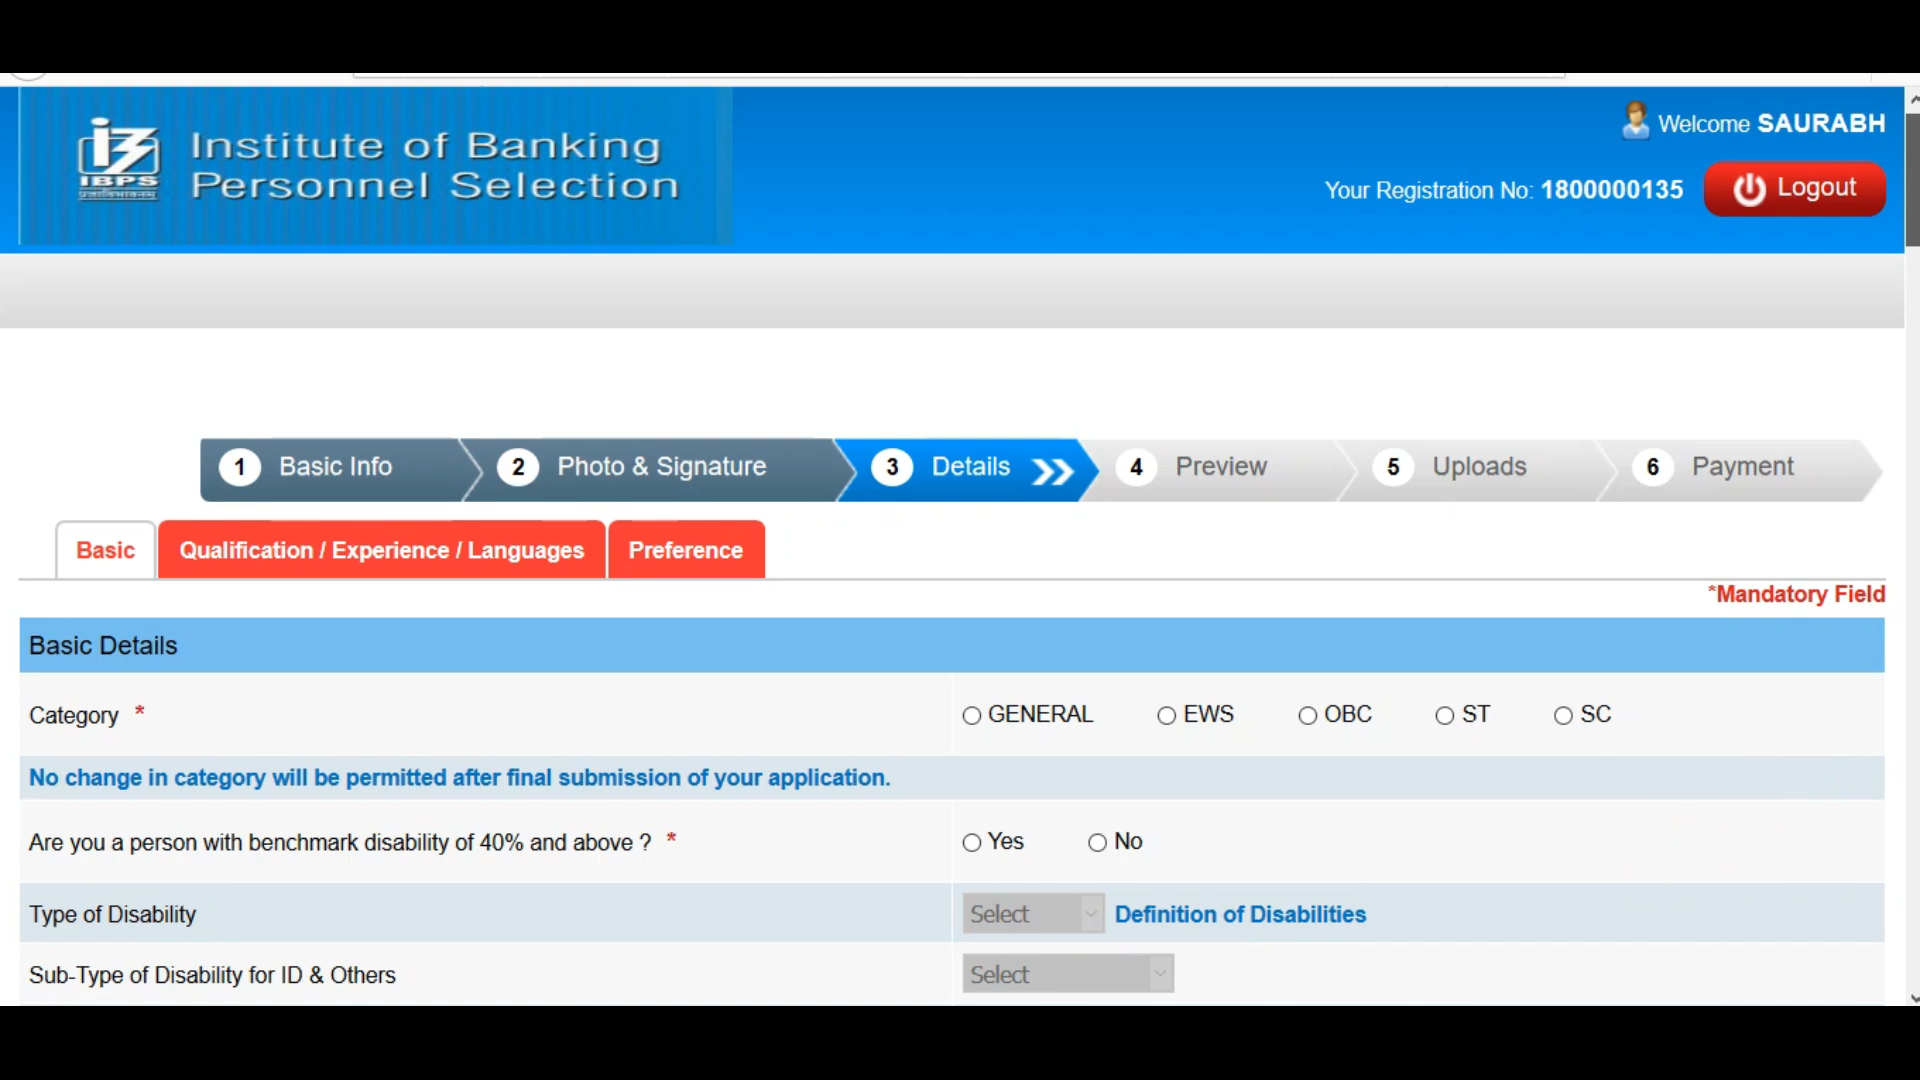 IBPS
Institute of Banking
Personnel Selection
Welcome SAURABH
Your Registration No: 1800000135
Logout
1 Basic Info
2 Photo & Signature
3 Details
4 Preview
5 Uploads
6 Payment
Basic
Qualification / Experience / Languages
Preference
*Mandatory Field
Basic Details
Category *
GENERAL EWS OBC ST SC
No change in category will be permitted after final submission of your application.
Are you a person with benchmark disability of 40% and above ? *
Yes No
Type of Disability
Select Definition of Disabilities
Sub-Type of Disability for ID & Others
Select